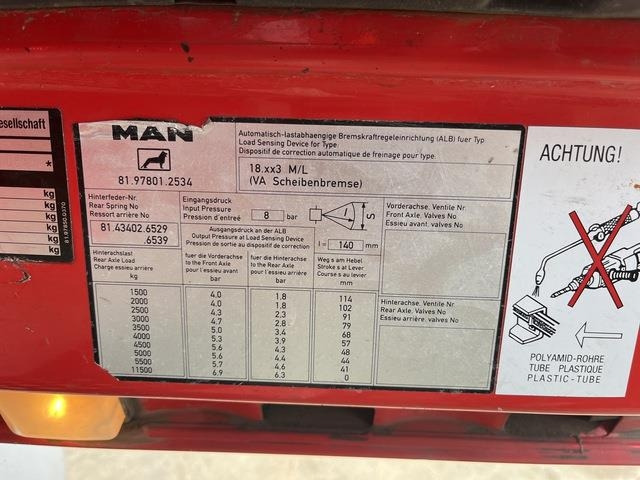 esellschaft
*
kg
kg
kg
kg
kg
kg
81.97850.0370
MAN
81.97801.2534
Automatisch-lastabhaengige Bremskraftregeleinrichtung (ALB) fuer Typ
Load Sensing Device for Type
Dispositif de correction automatique de freinage pour type
18.xx3 M/L
(VA Scheibenbremse)
Hinterfeder-Nr.
Rear Spring No
Ressort arrière No
81.43402.6529
.6539
Eingangsdruck
Input Pressure
Pression d'entrée 8 bar
S
Ausgangsdruck an der ALB
Output Pressure at Load Sensing Device
Pression de sortie au dispositif de correction
l = 140 mm
Vorderachse. Ventile Nr
Front Axle. Valves No
Essieu avant. valves No
Hinterachslast
Rear Axle Load
Charge essieu arrière
kg
fuer die Vorderachse
to the Front Axle
pour l'essieu avant
bar
fuer die Hinterachse
to the Rear Axle
pour l'essieu arrière
bar
Weg s am Hebel
Stroke s at Lever
Course s au levier
mm
Hinterachse. Ventile Nr.
Rear Axle. Valves No
Essieu arrière. valves No
1500 4.0 1.8 114
2000 4.0 1.8 102
2500 4.3 2.3 91
3000 4.7 2.8 79
3500 5.0 3.4 68
4000 5.3 3.9 57
4500 5.6 4.3 48
5000 5.6 4.4 44
5500 5.7 4.6 41
11500 6.9 6.3 0
ACHTUNG!
POLYAMID-ROHRE
TUBE PLASTIQUE
PLASTIC-TUBE